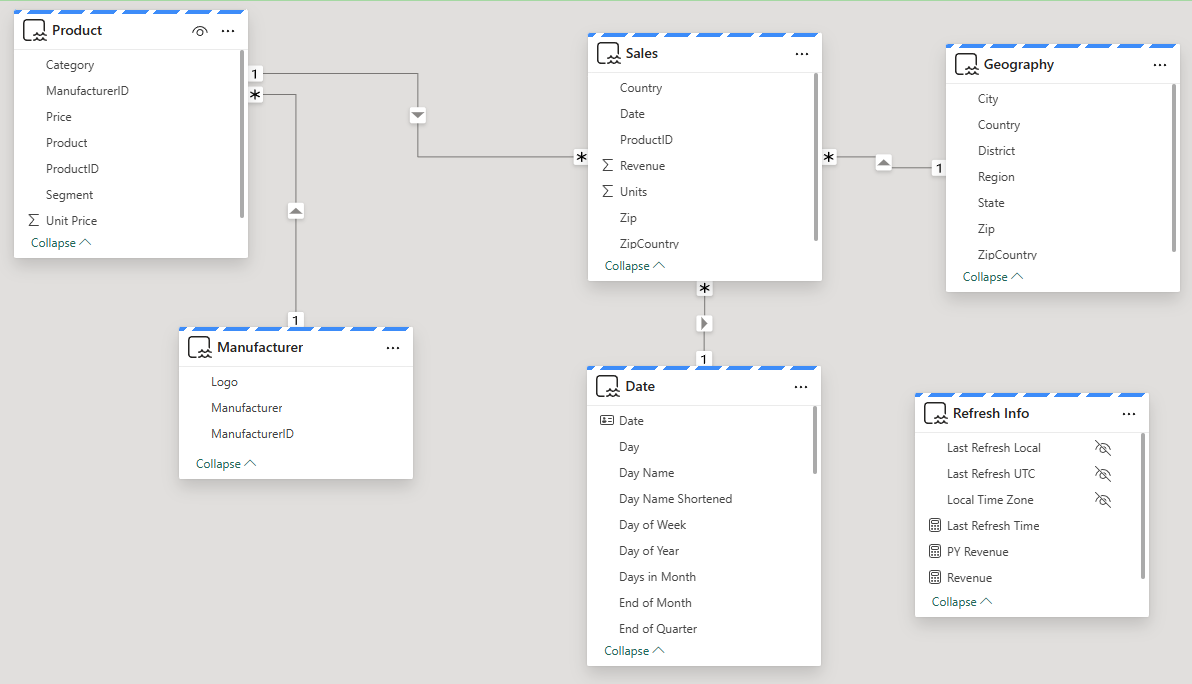 Product
Category
ManufacturerID
Price
Product
ProductID
Segment
Unit Price
Collapse
1
*
1
*
1
Manufacturer
Logo
Manufacturer
ManufacturerID
Collapse
Sales
Country
Date
ProductID
Revenue
Units
Zip
ZipCountry
Collapse
*
1
*
1
Date
Date
Day
Day Name
Day Name Shortened
Day of Week
Day of Year
Days in Month
End of Month
End of Quarter
Collapse
Geography
City
Country
District
Region
State
Zip
ZipCountry
Collapse
Refresh Info
Last Refresh Local
Last Refresh UTC
Local Time Zone
Last Refresh Time
PY Revenue
Revenue
Collapse